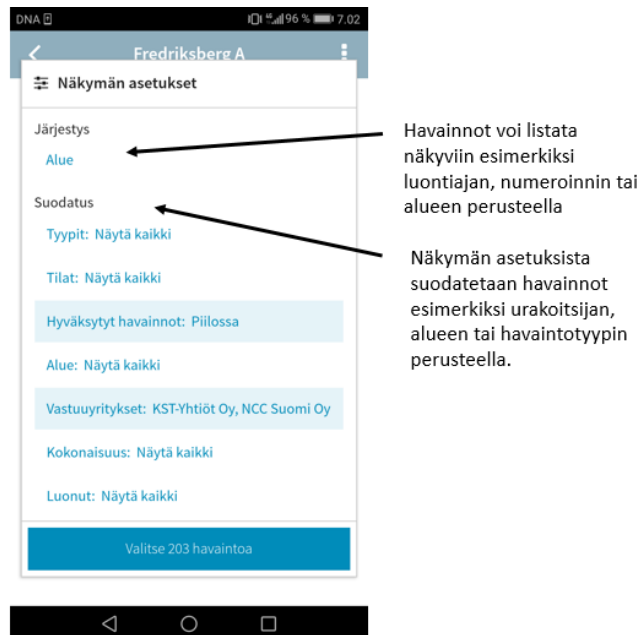 DNA 96 % 7.02
Fredriksberg A
Näkymän asetukset
Järjestys
Alue
Suodatus
Tyypit: Näytä kaikki
Tilat: Näytä kaikki
Hyväksytyt havainnot: Piilossa
Alue: Näytä kaikki
Vastuuyritykset: KST-Yhtiöt Oy, NCC Suomi Oy
Kokonaisuus: Näytä kaikki
Luonut: Näytä kaikki
Valitse 203 havaintoa
Havainnot voi listata
näkyviin esimerkiksi
luontiajan, numeroinnin tai
alueen perusteella
Näkymän asetuksista
suodatetaan havainnot
esimerkiksi urakoitsijan,
alueen tai havaintotyypin
perusteella.